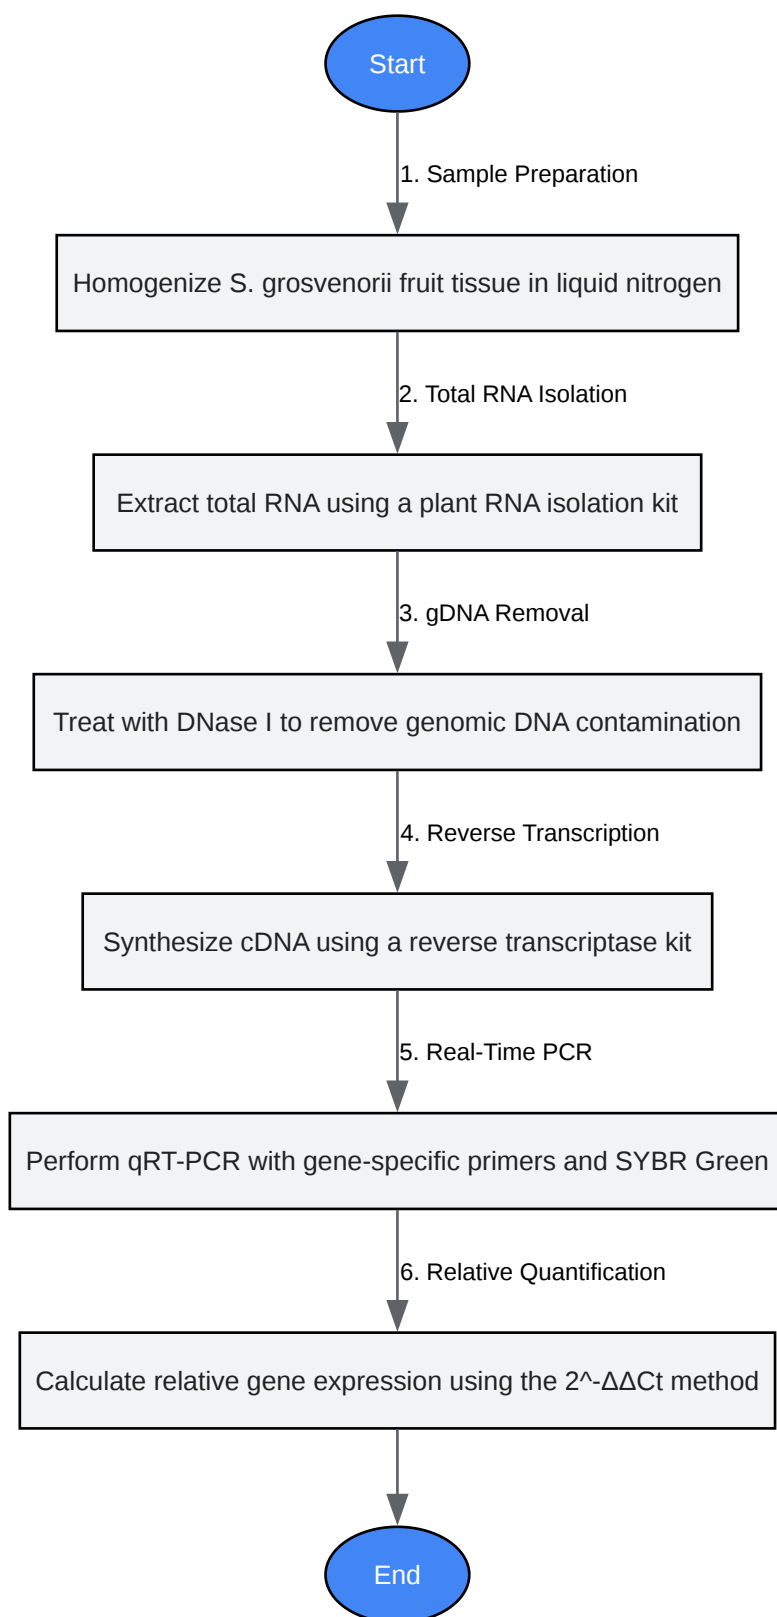 Start
1. Sample Preparation
Homogenize S. grosvenorii fruit tissue in liquid nitrogen
2. Total RNA Isolation
Extract total RNA using a plant RNA isolation kit
3. gDNA Removal
Treat with DNase I to remove genomic DNA contamination
4. Reverse Transcription
Synthesize cDNA using a reverse transcriptase kit
5. Real-Time PCR
Perform qRT-PCR with gene-specific primers and SYBR Green
6. Relative Quantification
Calculate relative gene expression using the 2^-ΔΔCt method
End